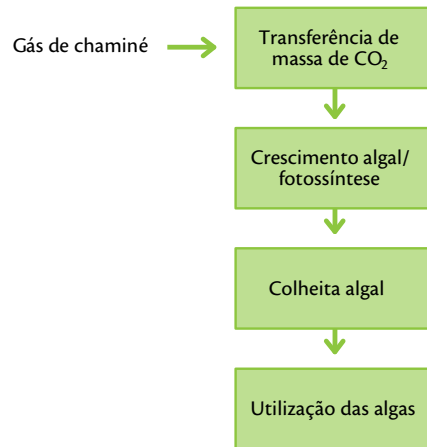 Gás de chaminé
Transferência de
massa de CO₂
Crescimento algal/
fotossíntese
Colheita algal
Utilização das algas